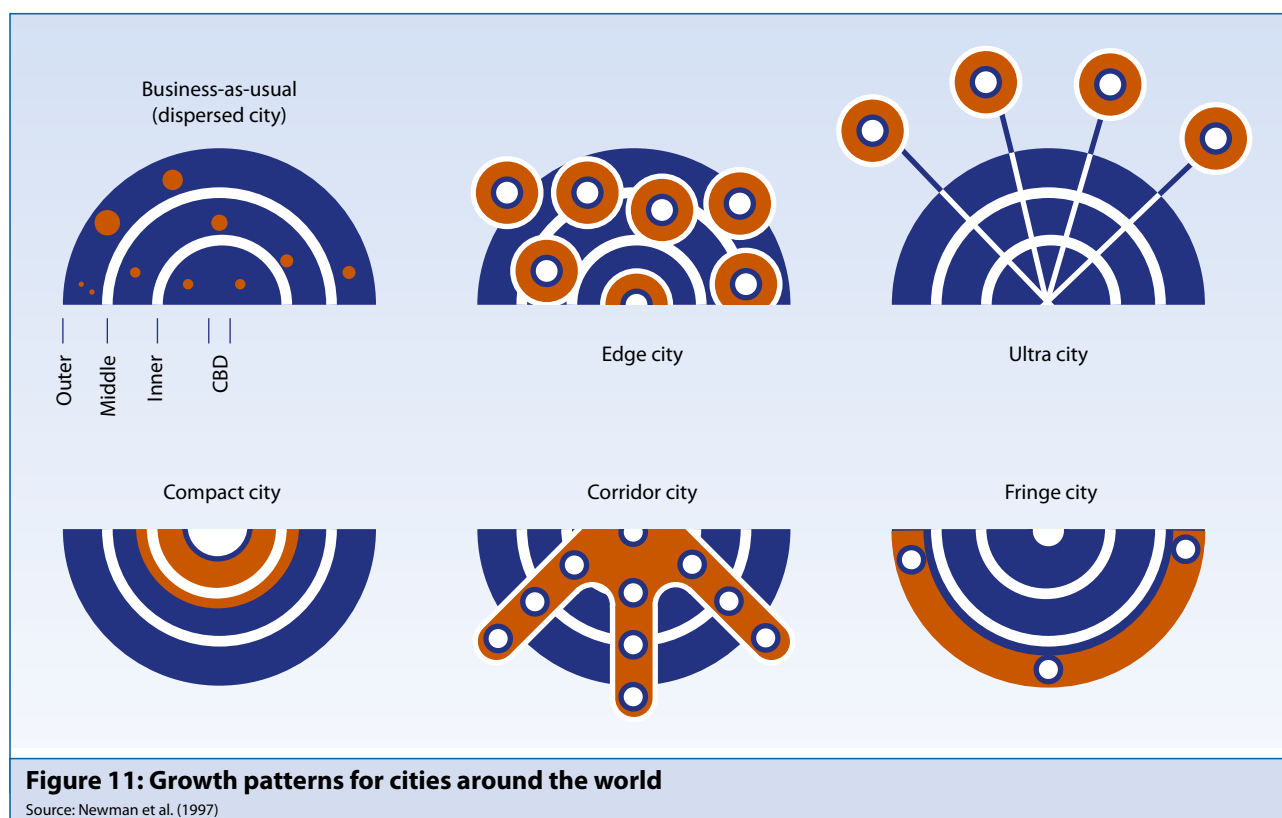 Business-as-usual
(dispersed city)
Outer
Middle
Inner
CBD
Edge city
Ultra city
Compact city
Corridor city
Fringe city
Figure 11: Growth patterns for cities around the world
Source: Newman et al. (1997)